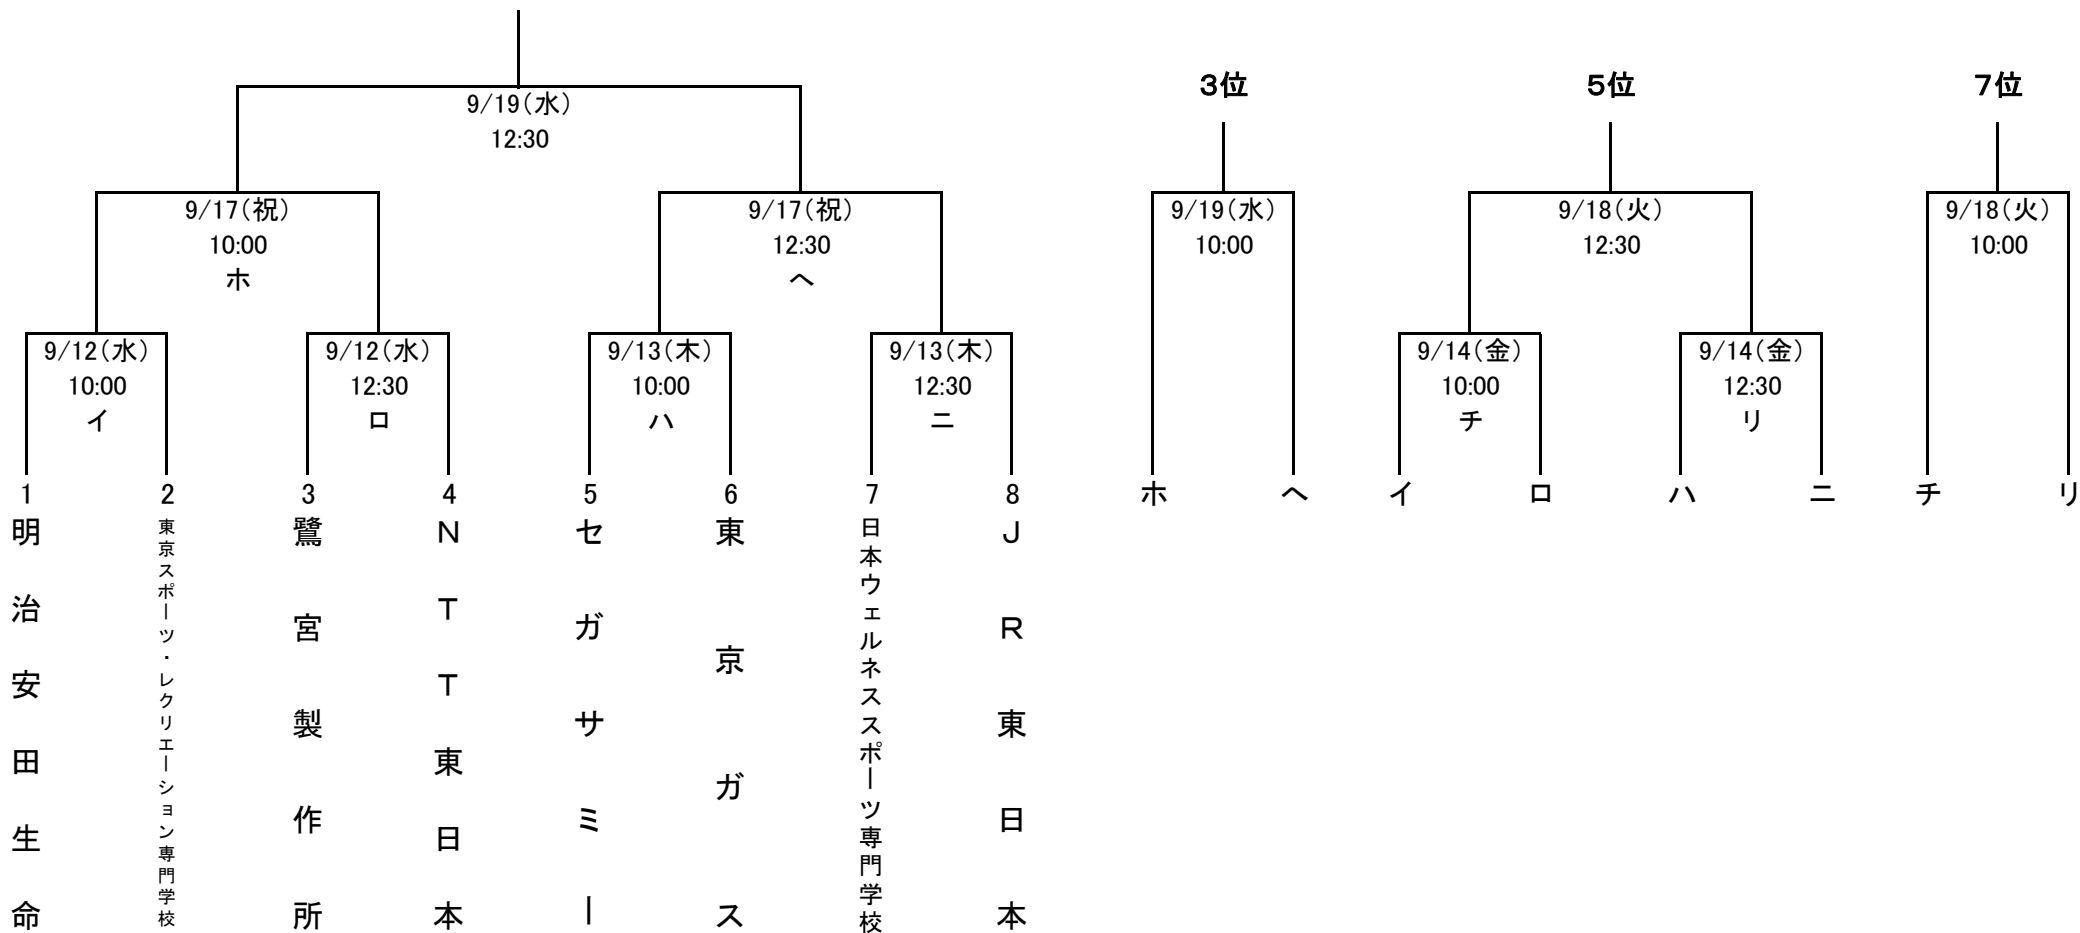 3位
5位
7位
9/19(水)
12:30
9/17(祝)
10:00
ホ
9/17(祝)
12:30
ヘ
9/19(水)
10:00
9/18(火)
12:30
9/18(火)
10:00
9/12(水)
10:00
イ
9/12(水)
12:30
ロ
9/13(木)
10:00
ハ
9/13(木)
12:30
ニ
9/14(金)
10:00
チ
9/14(金)
12:30
リ
1
明治安田生命
2
東京スポーツ・レクリエーション専門学校
3
鷺宮製作所
4
NTT東日本
5
セガサミー
6
東京ガス
7
日本ウェルネススポーツ専門学校
8
JR東日本
ホ
ヘ
イ
ロ
ハ
ニ
チ
リ